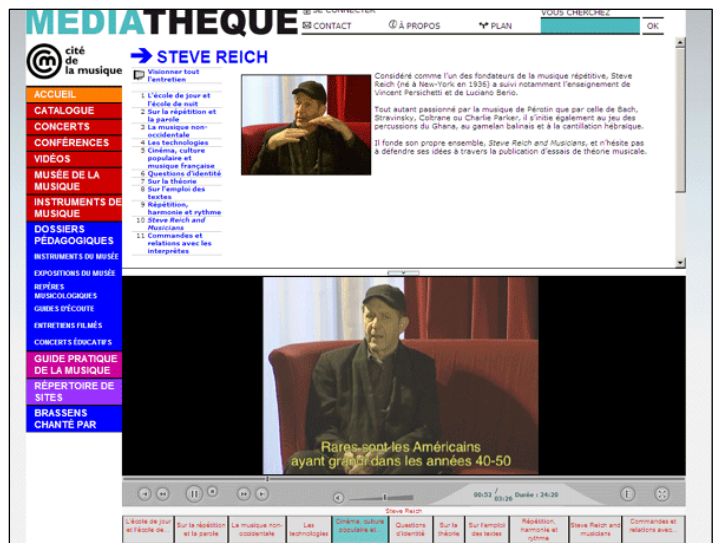 MEDIATHEQUE
SE CONNECTER
VOUS CHERCHEZ
CONTACT
À PROPOS
PLAN
OK
cité
de
la musique
STEVE REICH
Visionner tout
l'entretien
1 L'école de jour et
l'école de nuit
2 Sur la répétition et
la parole
3 La musique non-
occidentale
4 Les technologies
5 Cinéma, culture
populaire et
musique française
6 Questions d'identité
7 Sur la théorie
8 Sur l'emploi des
textes
9 Répétition,
harmonie et rythme
10 Steve Reich and
Musicians
11 Commandes et
relations avec les
interprètes
Considéré comme l'un des fondateurs de la musique répétitive, Steve
Reich (né à New-York en 1936) a suivi notamment l'enseignement de
Vincent Persichetti et de Luciano Berio.
Tout autant passionné par la musique de Pérotin que par celle de Bach,
Stravinsky, Coltrane ou Charlie Parker, il s'initie également au jeu des
percussions du Ghana, au gamelan balinais et à la cantillation hébraïque.
Il fonde son propre ensemble, Steve Reich and Musicians, et n'hésite pas
à défendre ses idées à travers la publication d'essais de théorie musicale.
ACCUEIL
CATALOGUE
CONCERTS
CONFÉRENCES
VIDÉOS
MUSÉE DE LA
MUSIQUE
INSTRUMENTS DE
MUSIQUE
DOSSIERS
PÉDAGOGIQUES
INSTRUMENTS DU MUSÉE
EXPOSITIONS DU MUSÉE
REPÈRES
MUSICOLOGIQUES
GUIDES D'ÉCOUTE
ENTRETIENS FILMÉS
CONCERTS ÉDUCATIFS
GUIDE PRATIQUE
DE LA MUSIQUE
RÉPERTOIRE DE
SITES
BRASSENS
CHANTÉ PAR
Rares sont les Américains
ayant grandi dans les années 40-50
00:52 / 03:26 Durée : 24:20
Steve Reich
L'école de jour
et l'école de...
Sur la répétition
et la parole
La musique non-
occidentale
Les
technologies
Cinéma, culture
populaire et...
Questions
d'identité
Sur la
théorie
Sur l'emploi
des textes
Répétition,
harmonie et
rythme
Steve Reich and
musicians
Commandes et
relations avec...